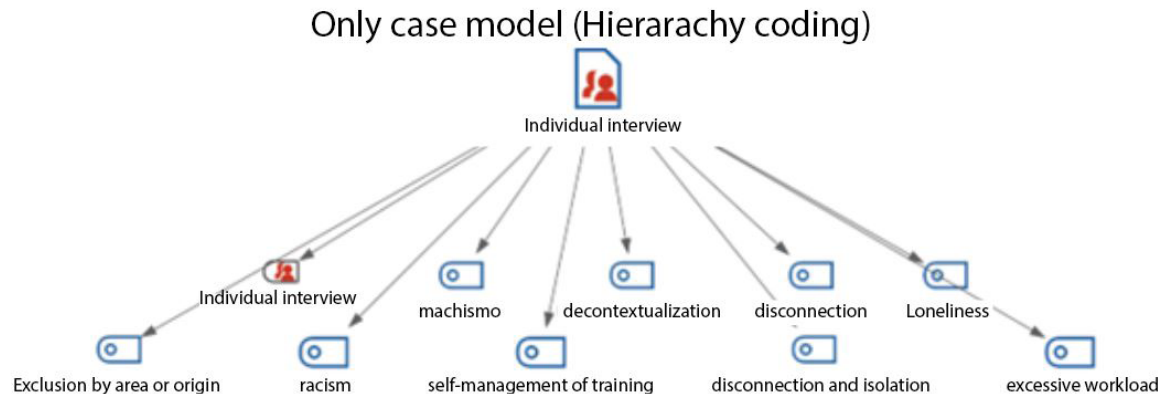 Only case model (Hierarachy coding)
Individual interview
Individual interview
machismo
decontextualization
disconnection
Loneliness
Exclusion by area or origin
racism
self-management of training
disconnection and isolation
excessive workload